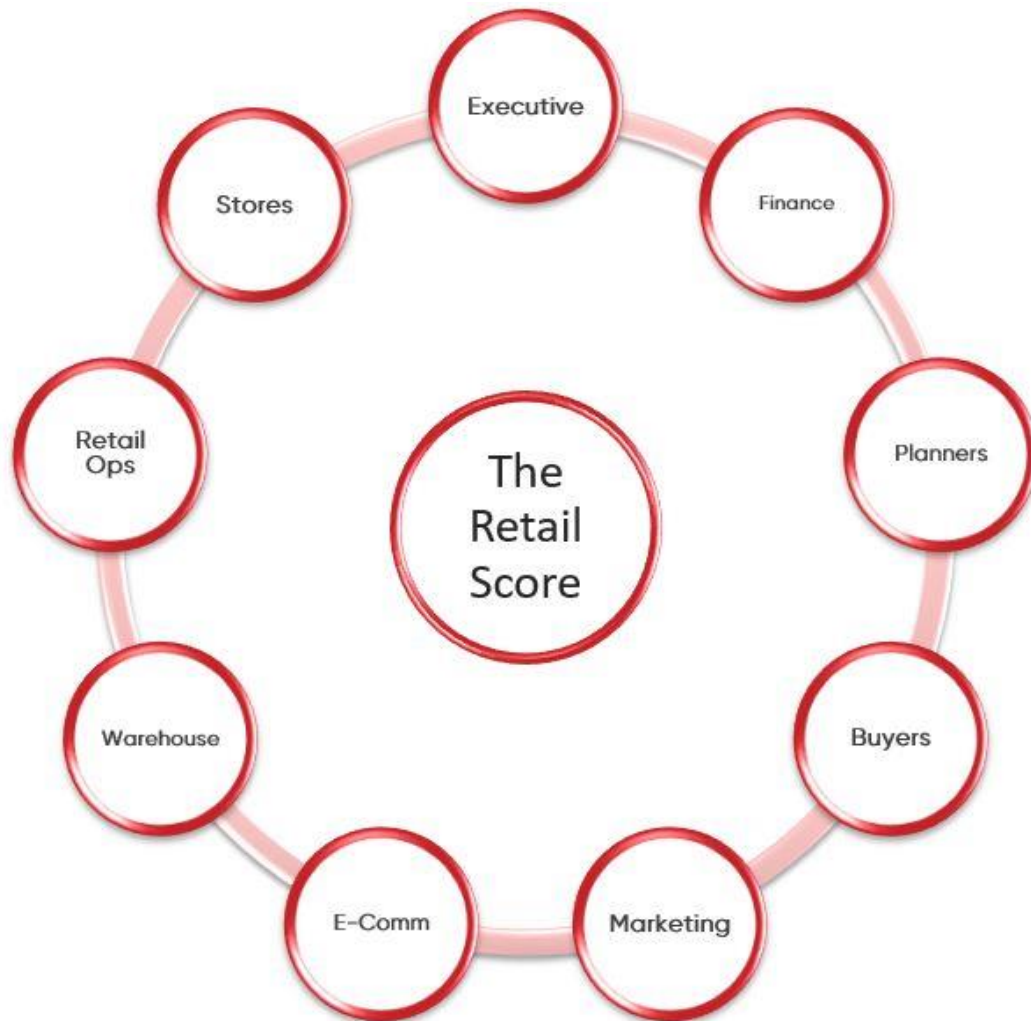 Executive
Finance
Planners
Buyers
Marketing
E-Comm
Warehouse
Retail
Ops
Stores
The
Retail
Score